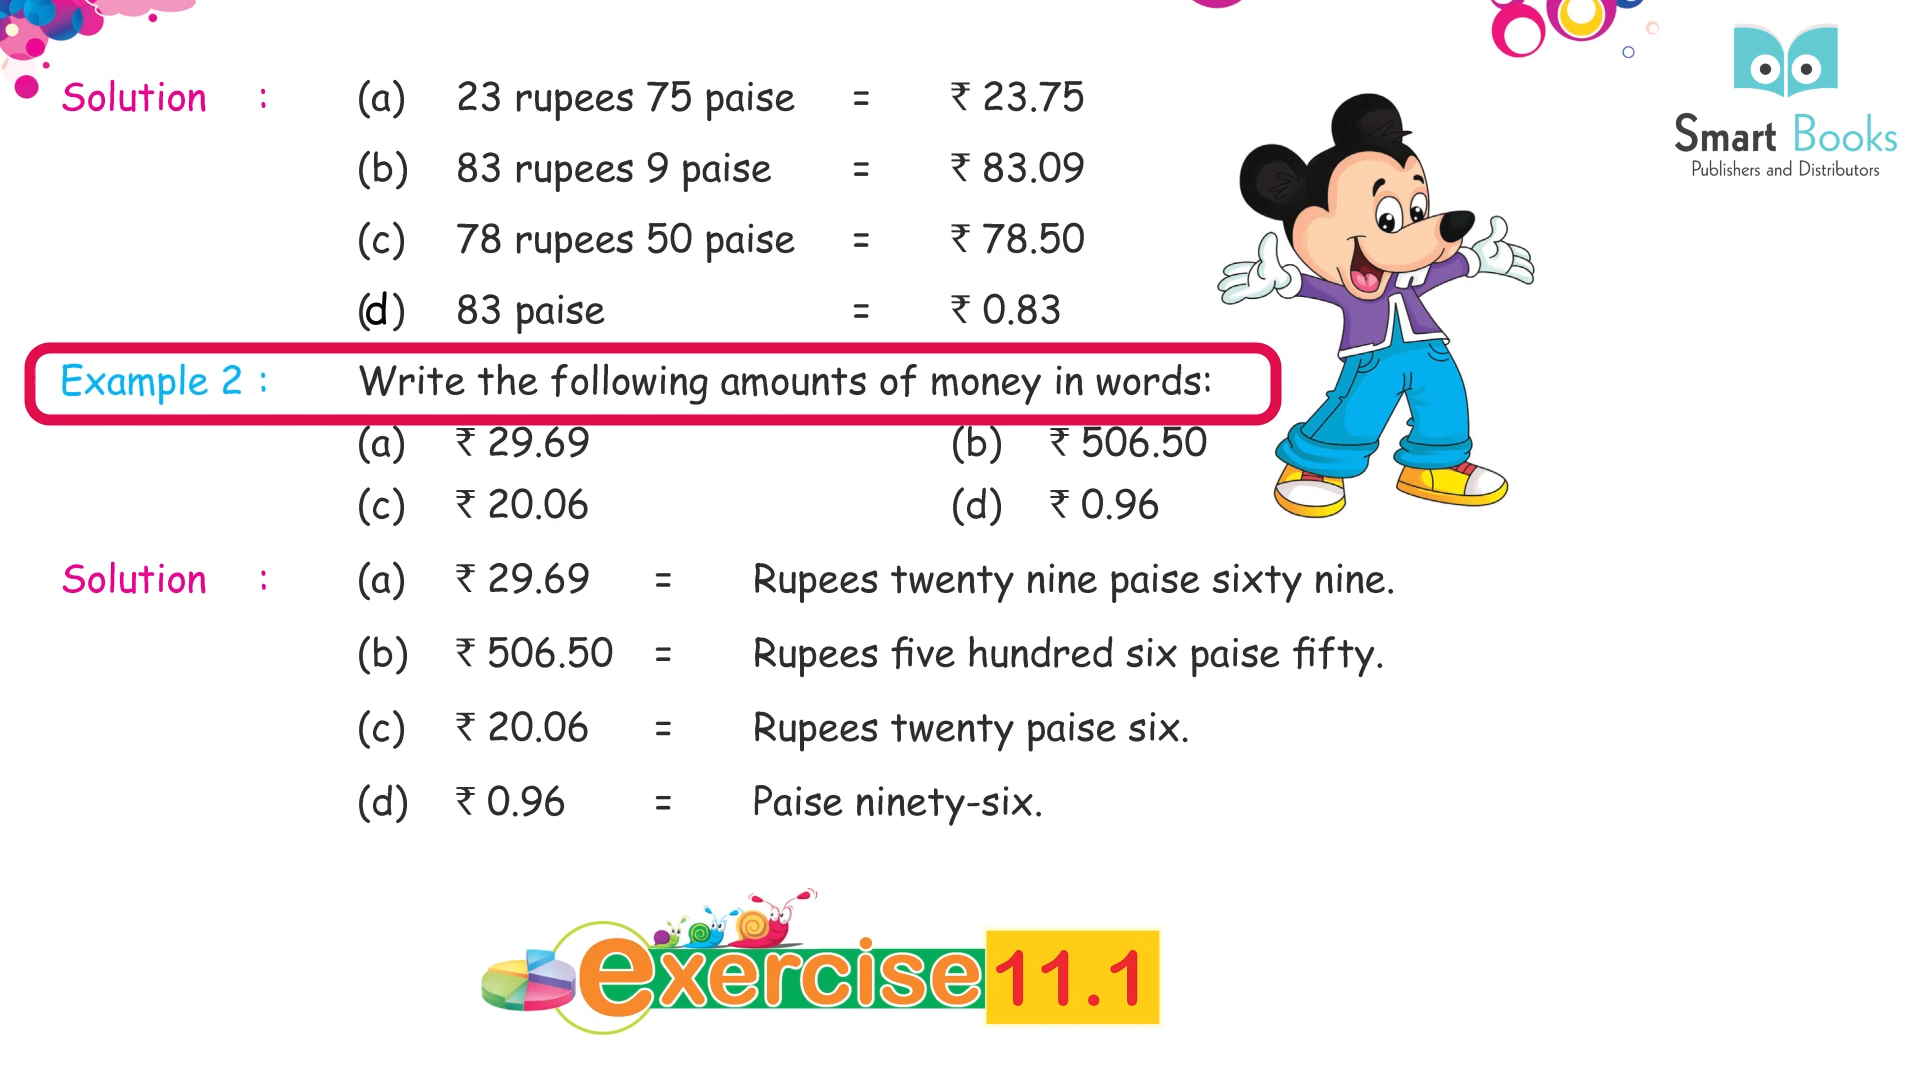 Smart Books
Publishers and Distributors
Solution : (a) 23 rupees 75 paise = ₹ 23.75
(b) 83 rupees 9 paise = ₹ 83.09
(c) 78 rupees 50 paise = ₹ 78.50
(d) 83 paise = ₹ 0.83
Example 2 : Write the following amounts of money in words:
(a) ₹ 29.69 (b) ₹ 506.50
(c) ₹ 20.06 (d) ₹ 0.96
Solution : (a) ₹ 29.69 = Rupees twenty nine paise sixty nine.
(b) ₹ 506.50 = Rupees five hundred six paise fifty.
(c) ₹ 20.06 = Rupees twenty paise six.
(d) ₹ 0.96 = Paise ninety-six.
exercise 11.1